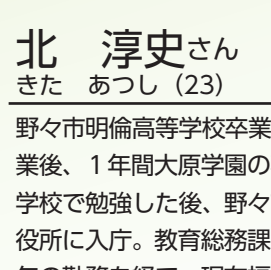 北　淳史さん
きた　あつし（23）
野々市明倫高等学校卒業
業後、１年間大原学園の
学校で勉強した後、野々
役所に入庁。教育総務課